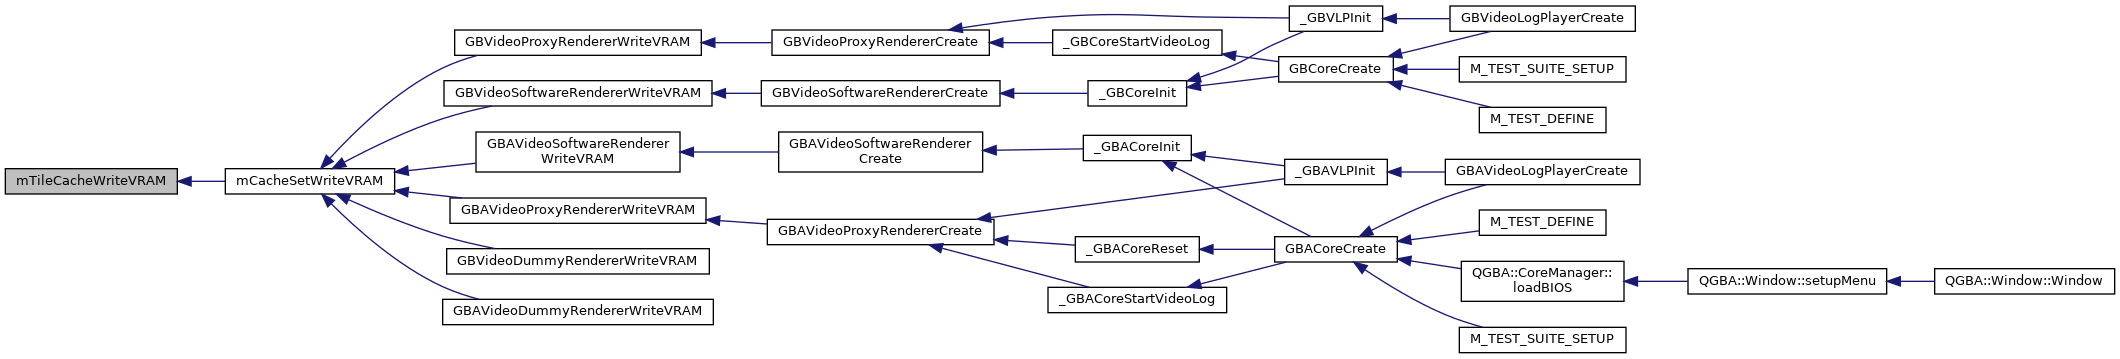 mTileCacheWriteVRAM
mCacheSetWriteVRAM
GBVideoProxyRendererWriteVRAM
GBVideoProxyRendererCreate
_GBVLPInit
GBVideoLogPlayerCreate
_GBCoreStartVideoLog
GBCoreCreate
M_TEST_SUITE_SETUP
M_TEST_DEFINE
GBVideoSoftwareRendererWriteVRAM
GBVideoSoftwareRendererCreate
_GBCoreInit
GBAVideoSoftwareRenderer
WriteVRAM
GBAVideoSoftwareRenderer
Create
_GBACoreInit
_GBAVLPInit
GBAVideoLogPlayerCreate
GBAVideoProxyRendererWriteVRAM
GBAVideoProxyRendererCreate
_GBACoreReset
GBACoreCreate
M_TEST_DEFINE
QGBA::CoreManager::
loadBIOS
QGBA::Window::setupMenu
QGBA::Window::Window
_GBACoreStartVideoLog
M_TEST_SUITE_SETUP
GBVideoDummyRendererWriteVRAM
GBAVideoDummyRendererWriteVRAM